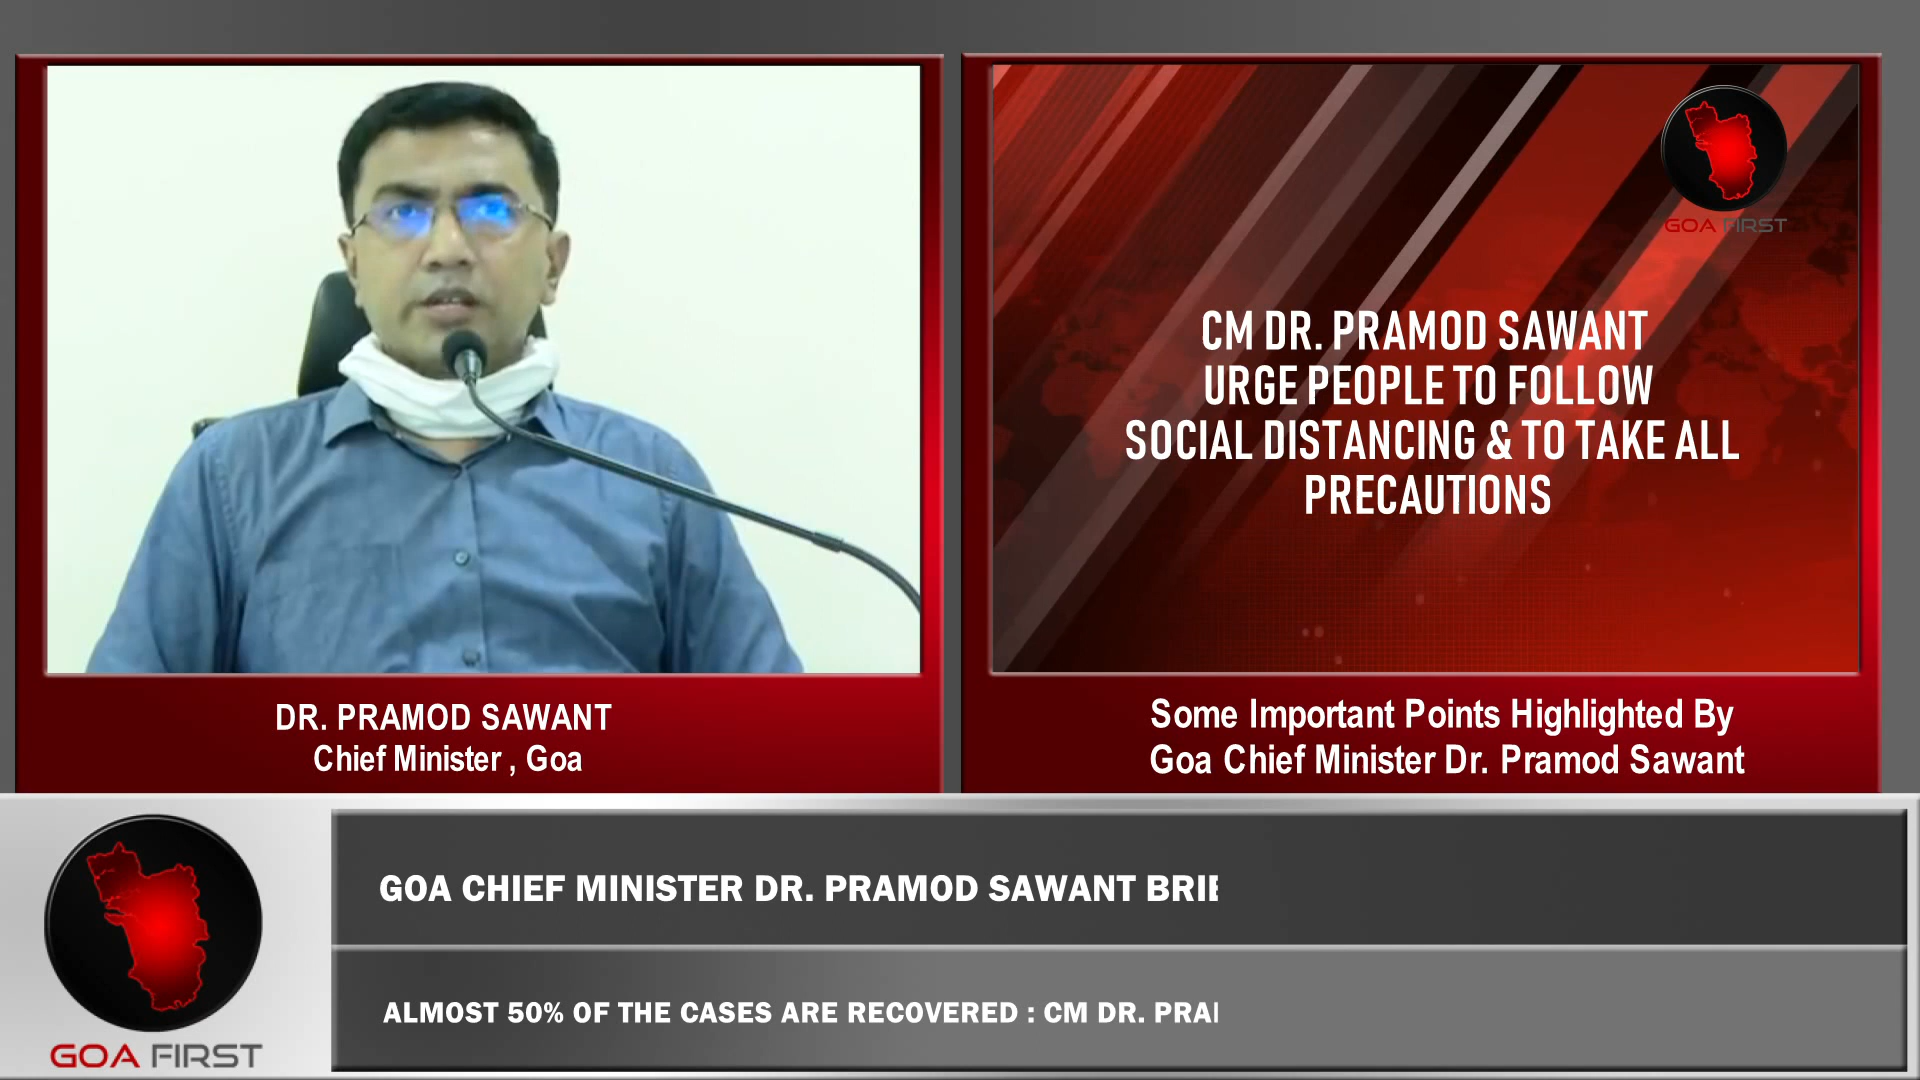 GOA FIRST
CM DR. PRAMOD SAWANT
URGE PEOPLE TO FOLLOW
SOCIAL DISTANCING & TO TAKE ALL
PRECAUTIONS
DR. PRAMOD SAWANT
Chief Minister , Goa
Some Important Points Highlighted By
Goa Chief Minister Dr. Pramod Sawant
GOA CHIEF MINISTER DR. PRAMOD SAWANT
ALMOST 50% OF THE CASES ARE RECOVERED : CM DR.
GOA FIRST